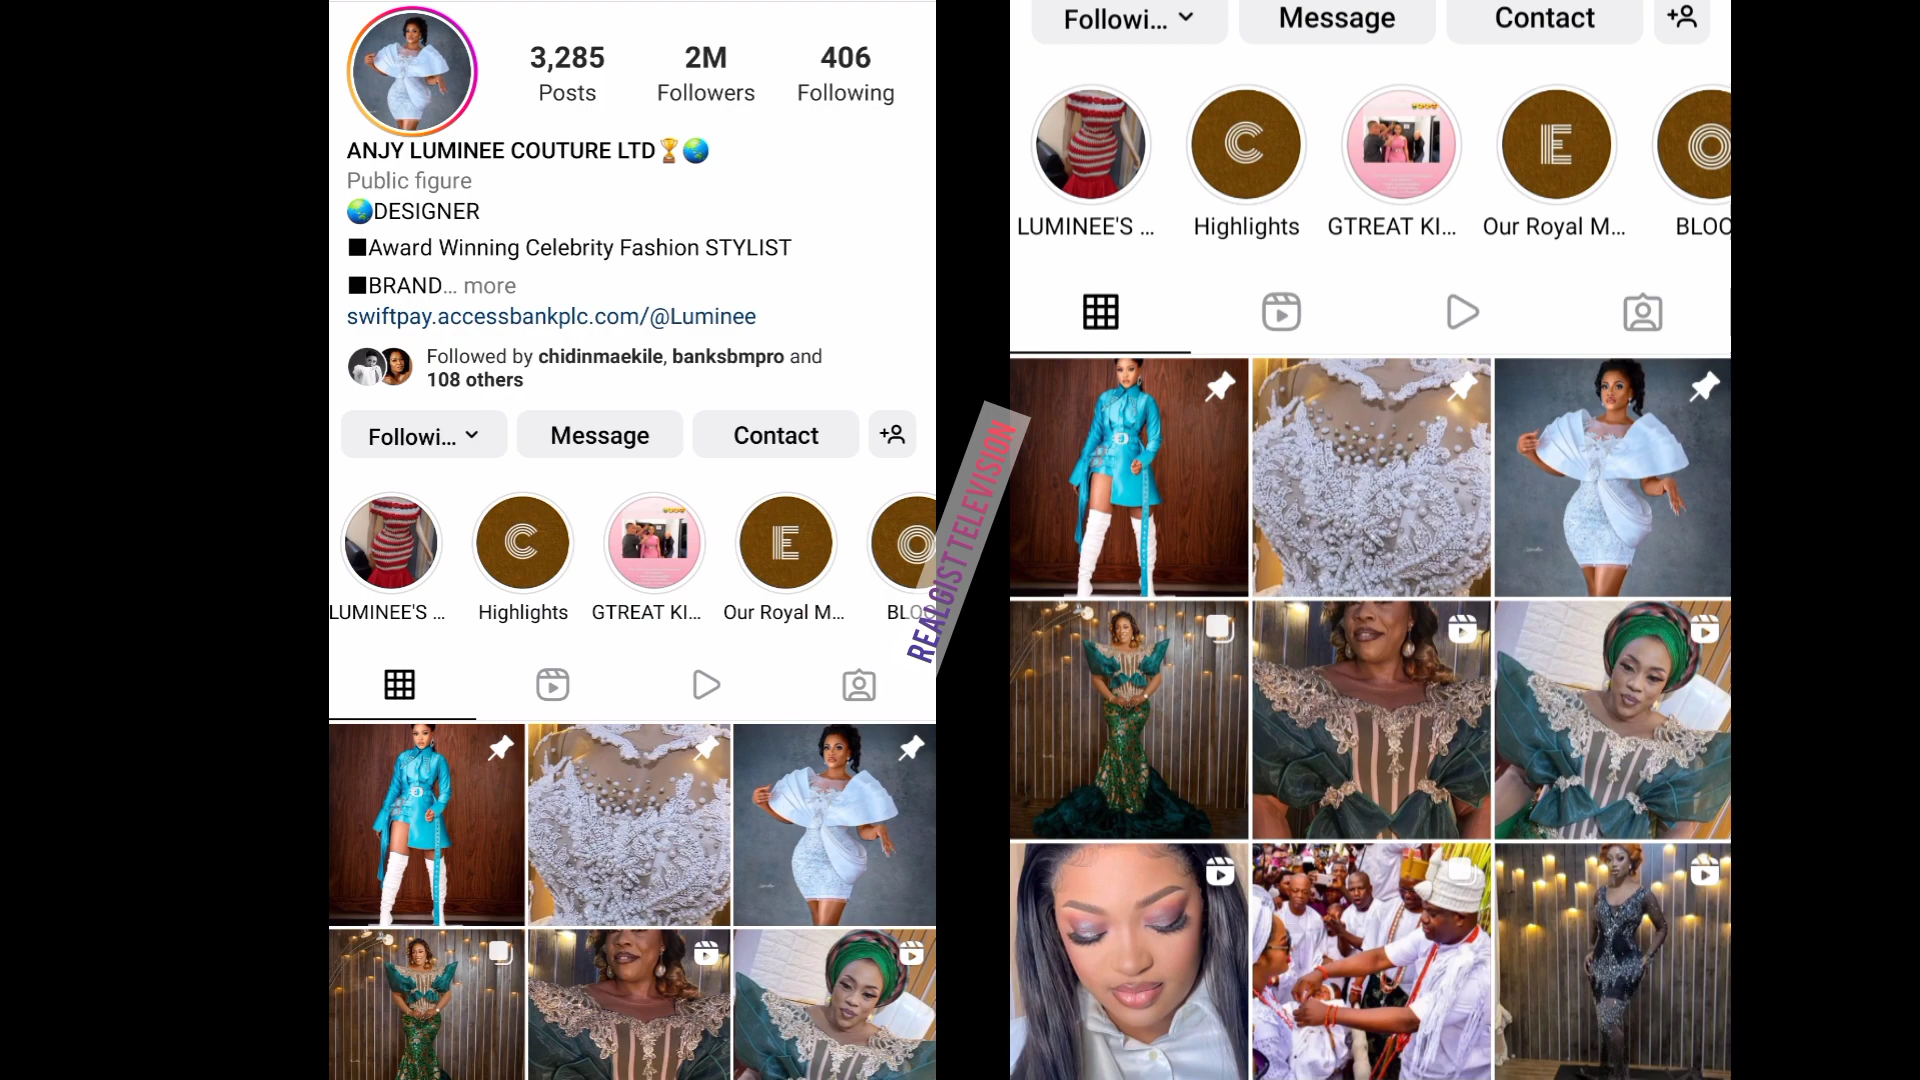 3,285
Posts
2M
Followers
406
Following
ANJY LUMINEE COUTURE LTD🏆🌏
Public figure
🌏DESIGNER
■Award Winning Celebrity Fashion STYLIST
■BRAND... more
swiftpay.accessbankplc.com/@Luminee
Followed by chidinmaekile, banksbmpro and
108 others
Followi...
Message
Contact
C
E
O
LUMINEE'S ...
Highlights
GTREAT KI...
Our Royal M...
BLOO
REALGIST TELEVISION
Followi...
Message
Contact
C
E
O
LUMINEE'S ...
Highlights
GTREAT KI...
Our Royal M...
BLOO